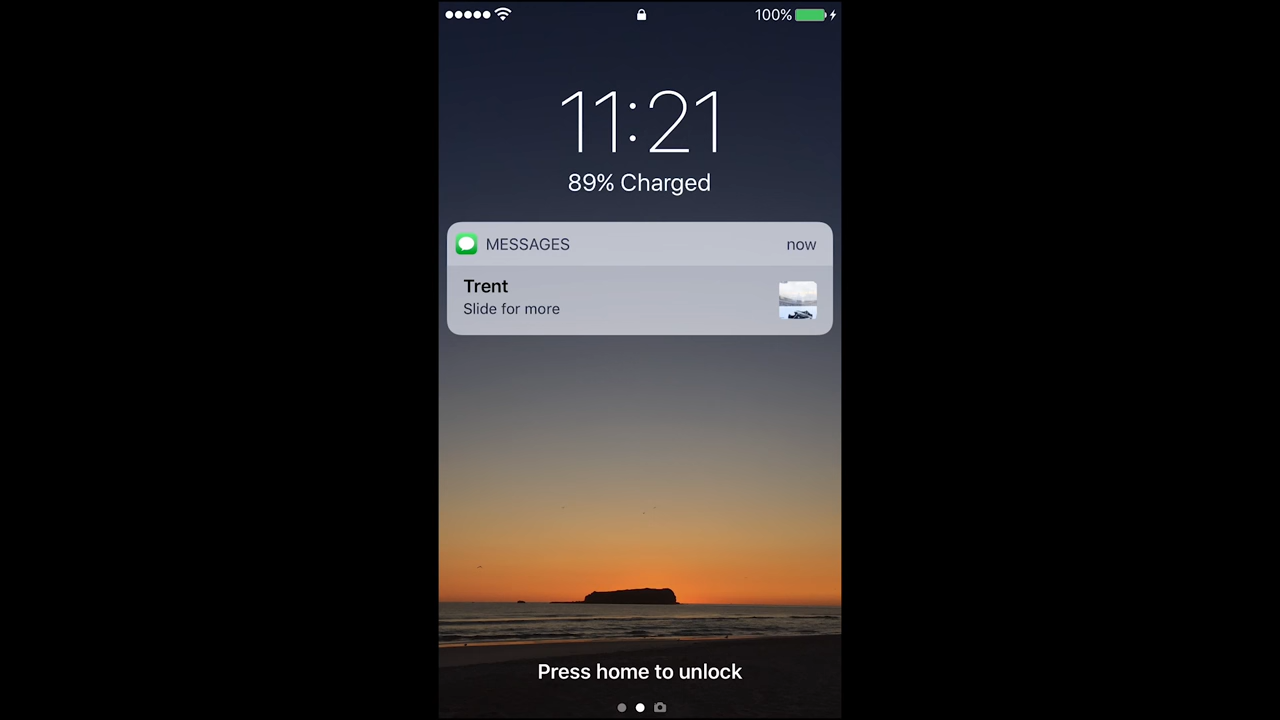 100%
11:21
89% Charged
MESSAGES now
Trent
Slide for more
Press home to unlock